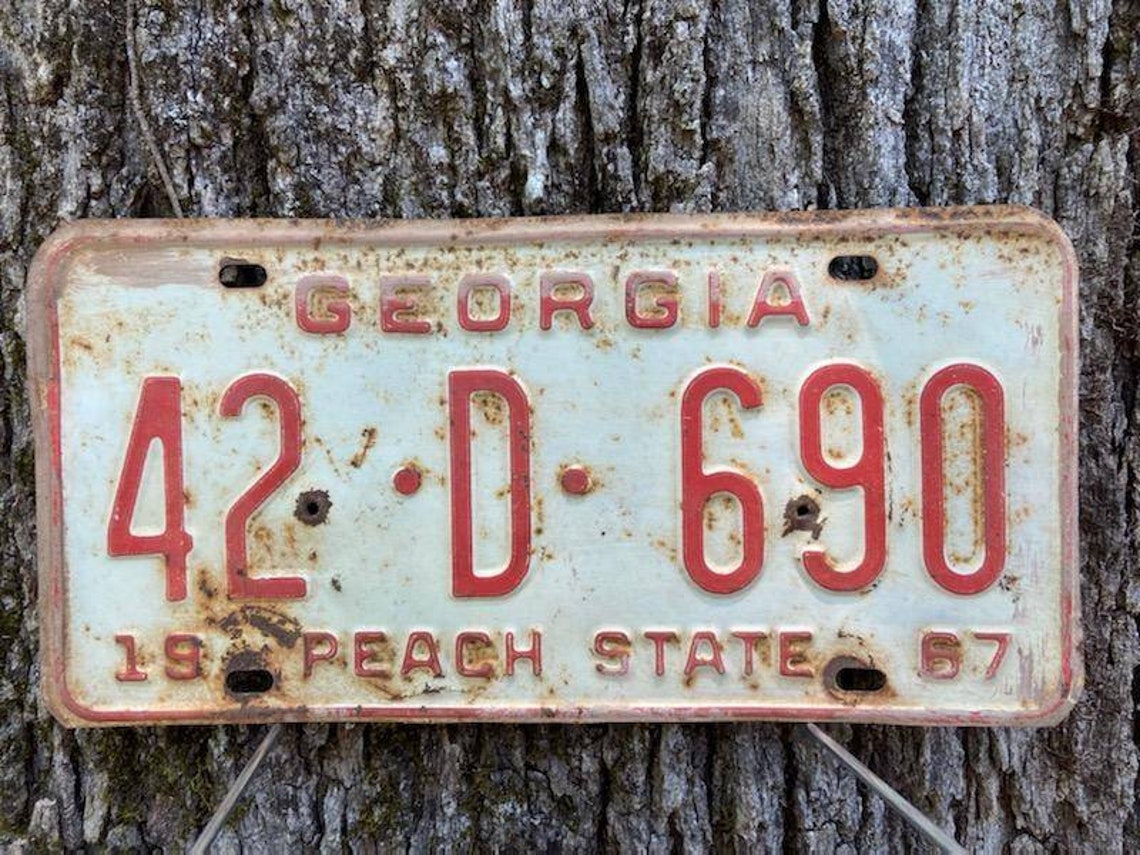 GEORGIA
42·D·690
19 PEACH STATE 67